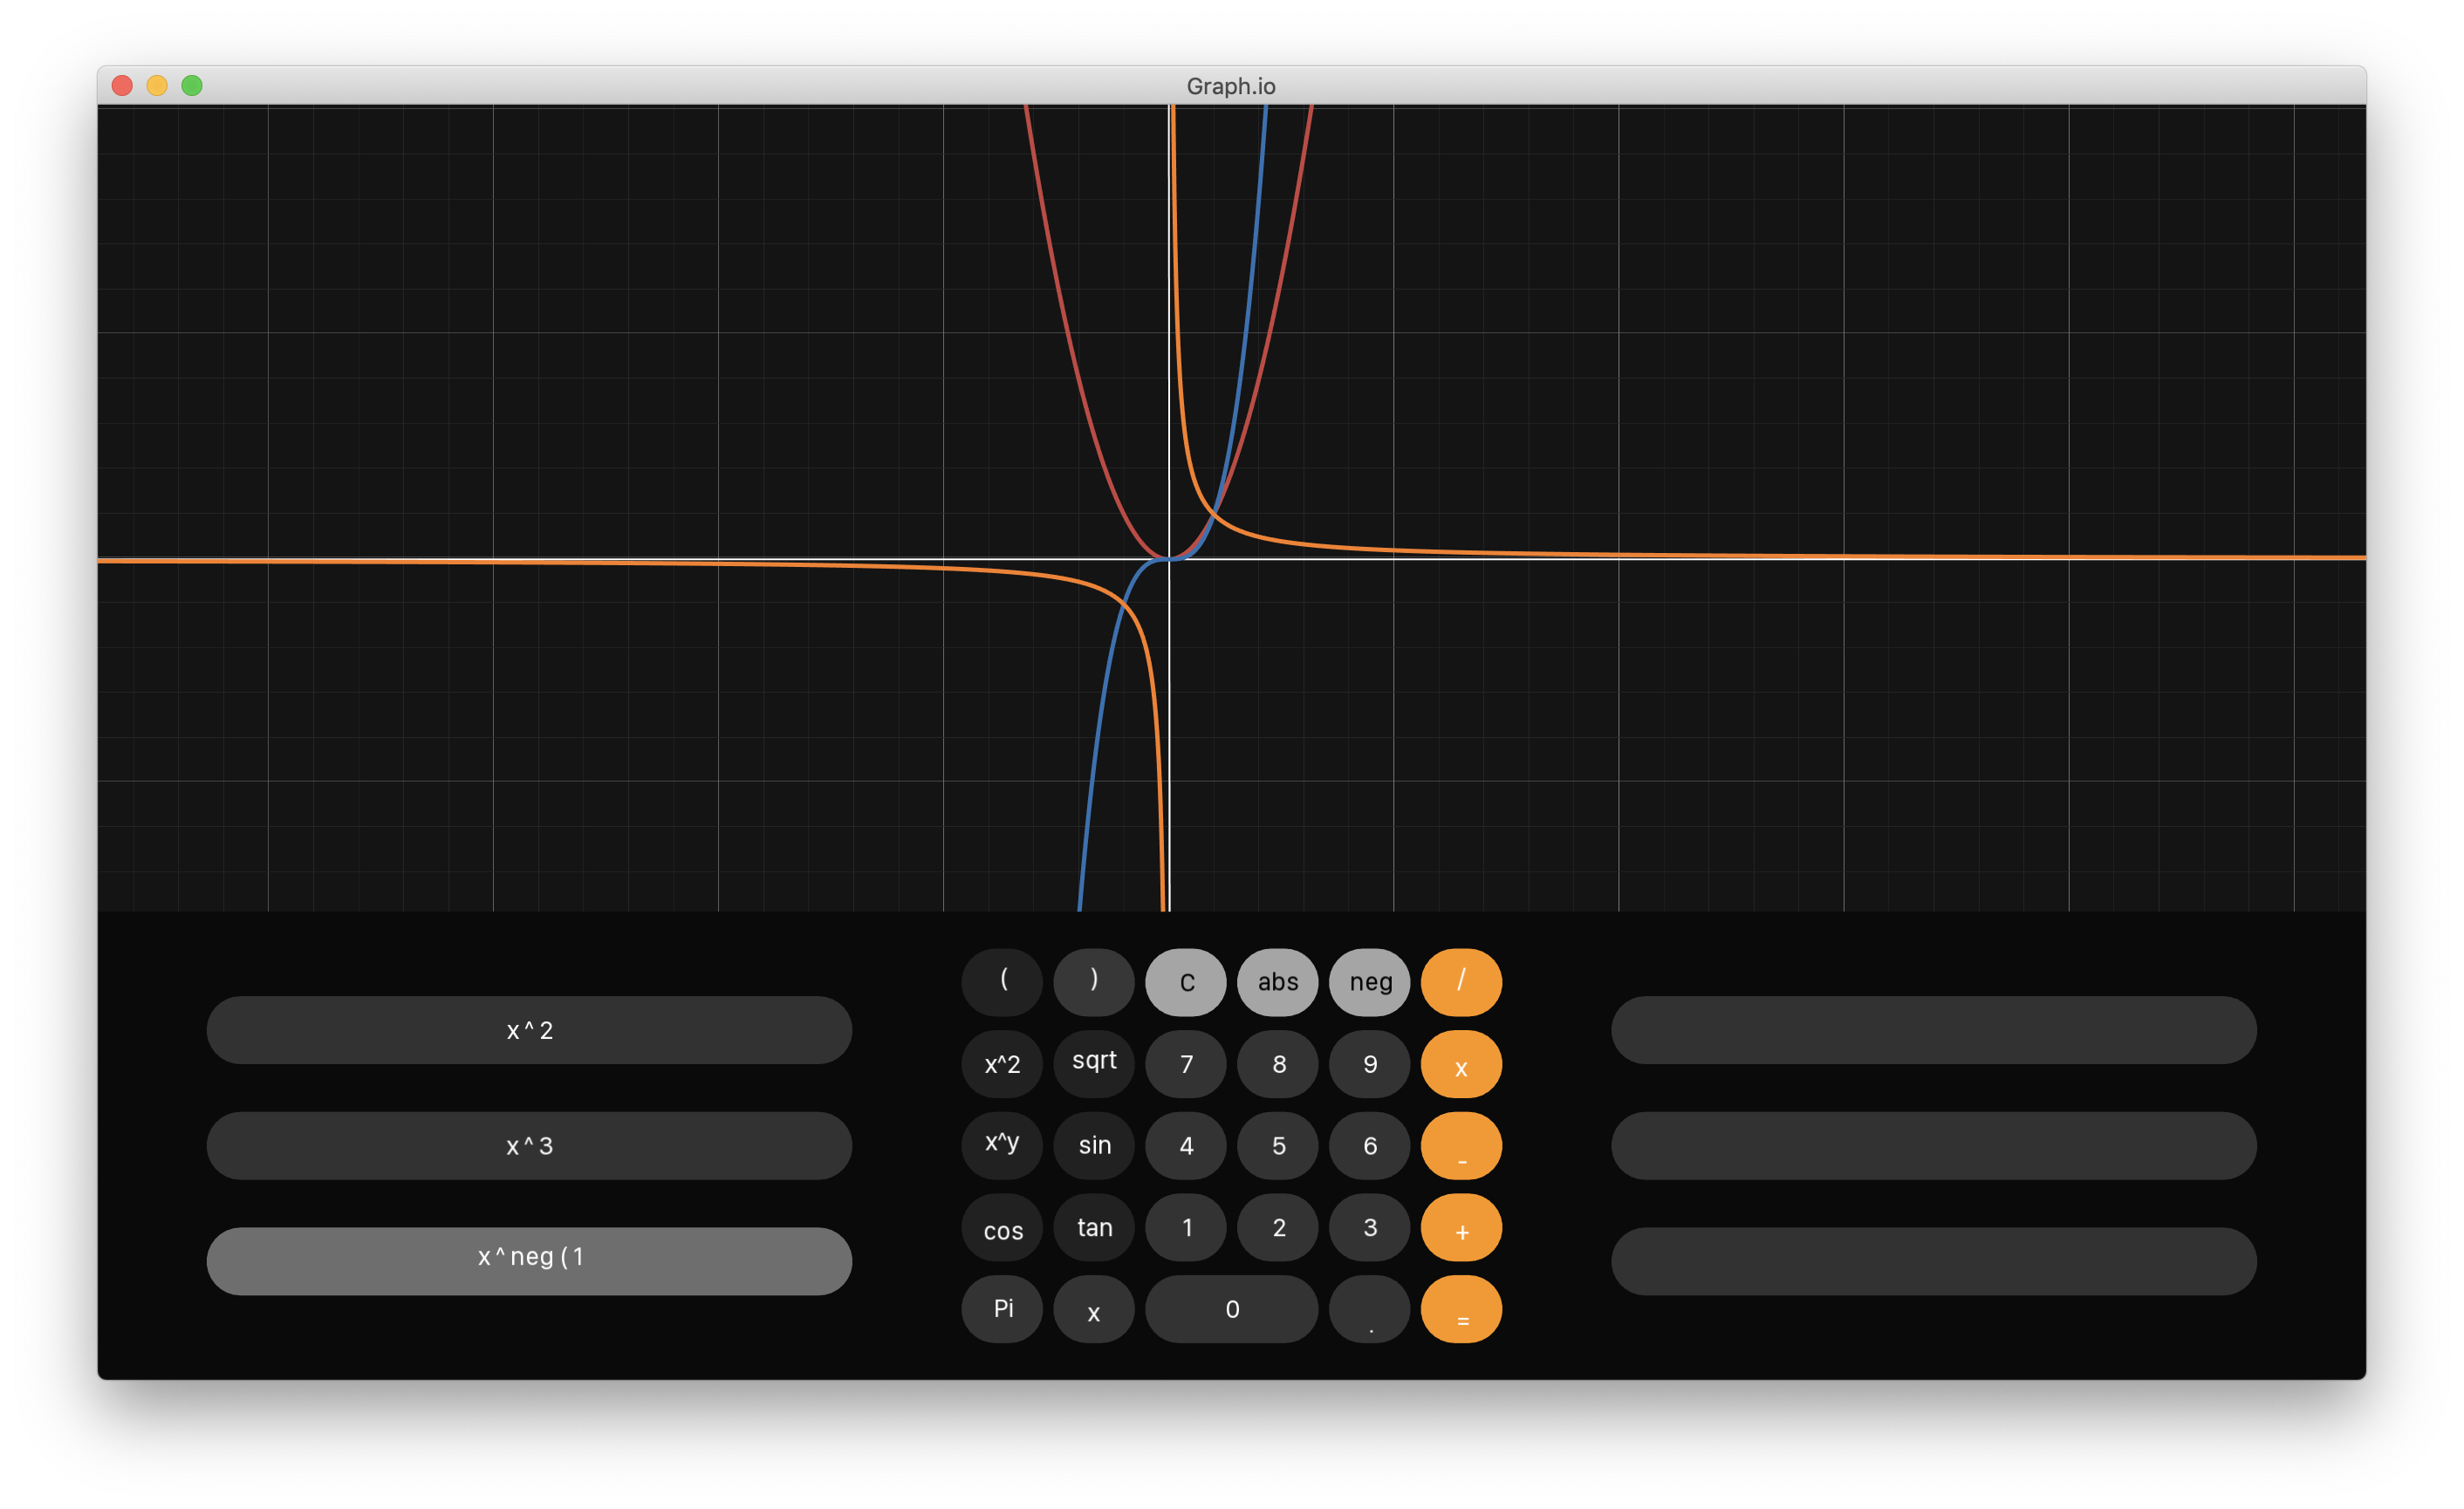 Graph.io
x^2
x^3
x^neg(1
( ) C abs neg /
x^2 sqrt 7 8 9 x
x^y sin 4 5 6 -
cos tan 1 2 3 +
Pi x 0 . =